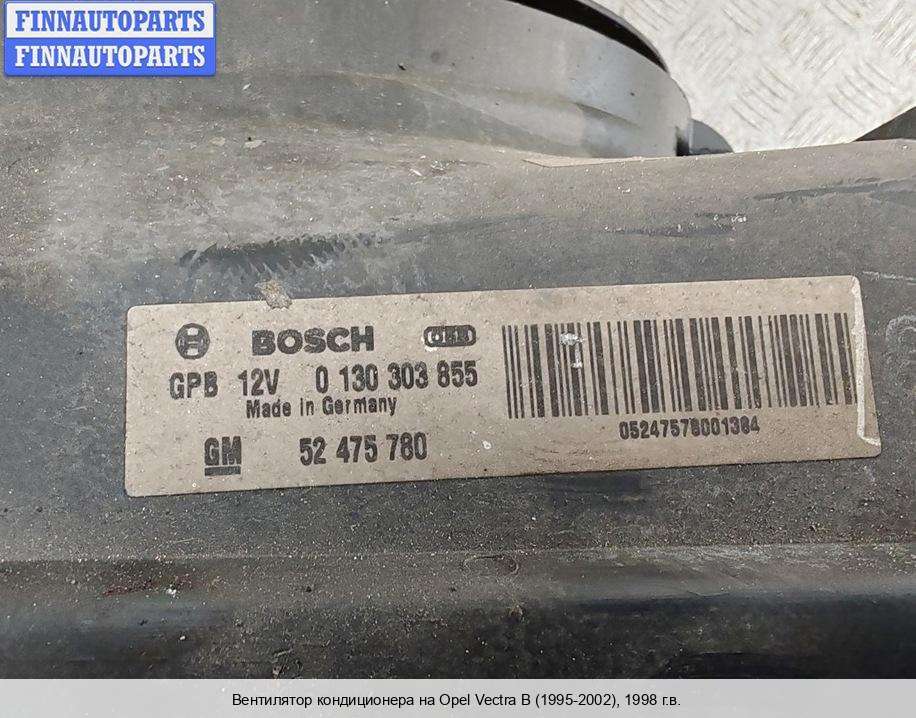 FINNAUTOPARTS
FINNAUTOPARTS
BOSCH
GPB 12V 0 130 303 855
Made in Germany
GM 52 475 780
05247578001384
Вентилятор кондиционера на Opel Vectra B (1995-2002), 1998 г.в.